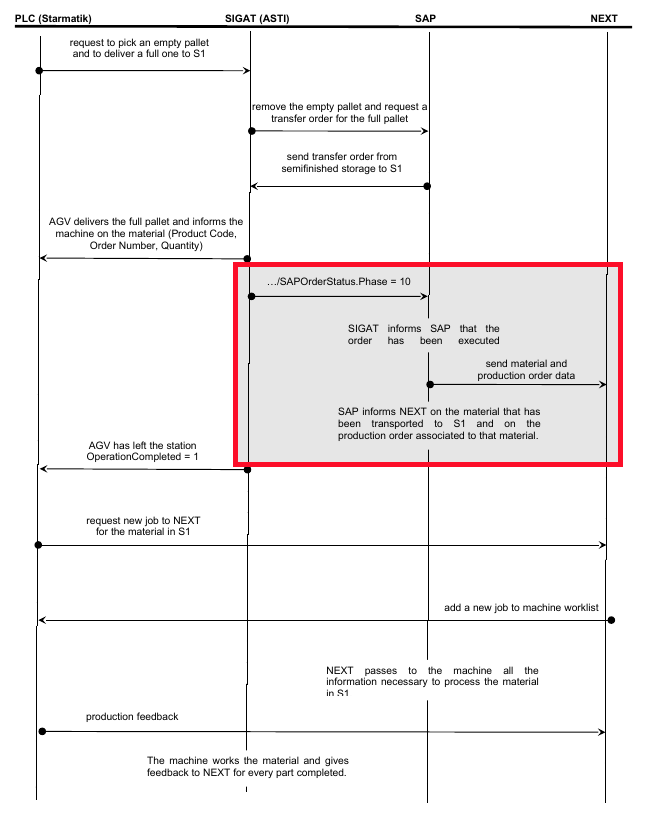 PLC (Starmatik) SIGAT (ASTI) SAP NEXT
request to pick an empty pallet
and to deliver a full one to S1
remove the empty pallet and request a
transfer order for the full pallet
send transfer order from
semifinished storage to S1
AGV delivers the full pallet and informs the
machine on the material (Product Code,
Order Number, Quantity)
…/SAPOrderStatus.Phase = 10
SIGAT informs SAP that the
order has been executed
send material and
production order data
SAP informs NEXT on the material that has
been transported to S1 and on the
production order associated to that material.
AGV has left the station
OperationCompleted = 1
request new job to NEXT
for the material in S1
add a new job to machine worklist
NEXT passes to the machine all the
information necessary to process the material
in S1
production feedback
The machine works the material and gives
feedback to NEXT for every part completed.